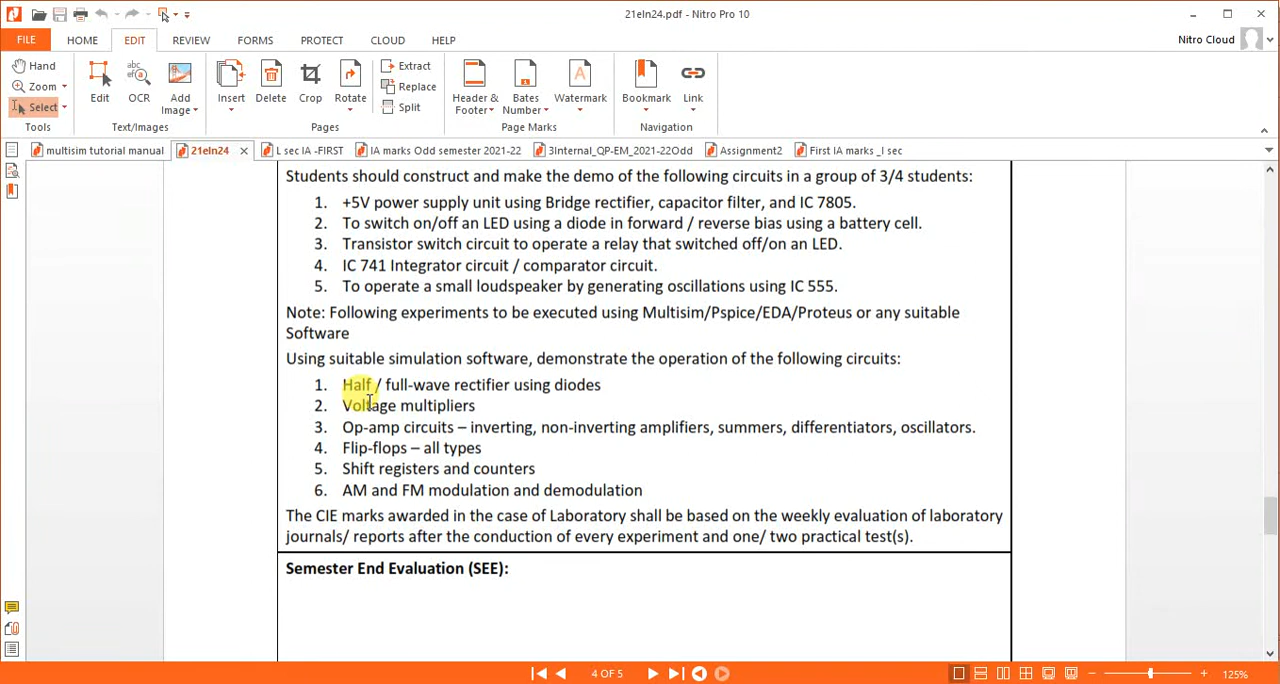 21eln24.pdf - Nitro Pro 10
FILE HOME EDIT REVIEW FORMS PROTECT CLOUD HELP Nitro Cloud
Hand
Zoom
Select
Tools
Edit
abc
OCR
Add
Image
Text/Images
Insert
Delete
Crop
Rotate
Extract
Replace
Split
Pages
Header &
Footer
Bates
Number
Watermark
Page Marks
Bookmark
Link
Navigation
multisim tutorial manual 21eln24 L sec IA -FIRST IA marks Odd semester 2021-22 3Internal_QP-EM_2021-22Odd Assignment2 First IA marks _I sec
Students should construct and make the demo of the following circuits in a group of 3/4 students:
1. +5V power supply unit using Bridge rectifier, capacitor filter, and IC 7805.
2. To switch on/off an LED using a diode in forward / reverse bias using a battery cell.
3. Transistor switch circuit to operate a relay that switched off/on an LED.
4. IC 741 Integrator circuit / comparator circuit.
5. To operate a small loudspeaker by generating oscillations using IC 555.
Note: Following experiments to be executed using Multisim/Pspice/EDA/Proteus or any suitable
Software
Using suitable simulation software, demonstrate the operation of the following circuits:
1. Half / full-wave rectifier using diodes
2. Voltage multipliers
3. Op-amp circuits – inverting, non-inverting amplifiers, summers, differentiators, oscillators.
4. Flip-flops – all types
5. Shift registers and counters
6. AM and FM modulation and demodulation
The CIE marks awarded in the case of Laboratory shall be based on the weekly evaluation of laboratory
journals/ reports after the conduction of every experiment and one/ two practical test(s).
Semester End Evaluation (SEE):
4 OF 5
125%